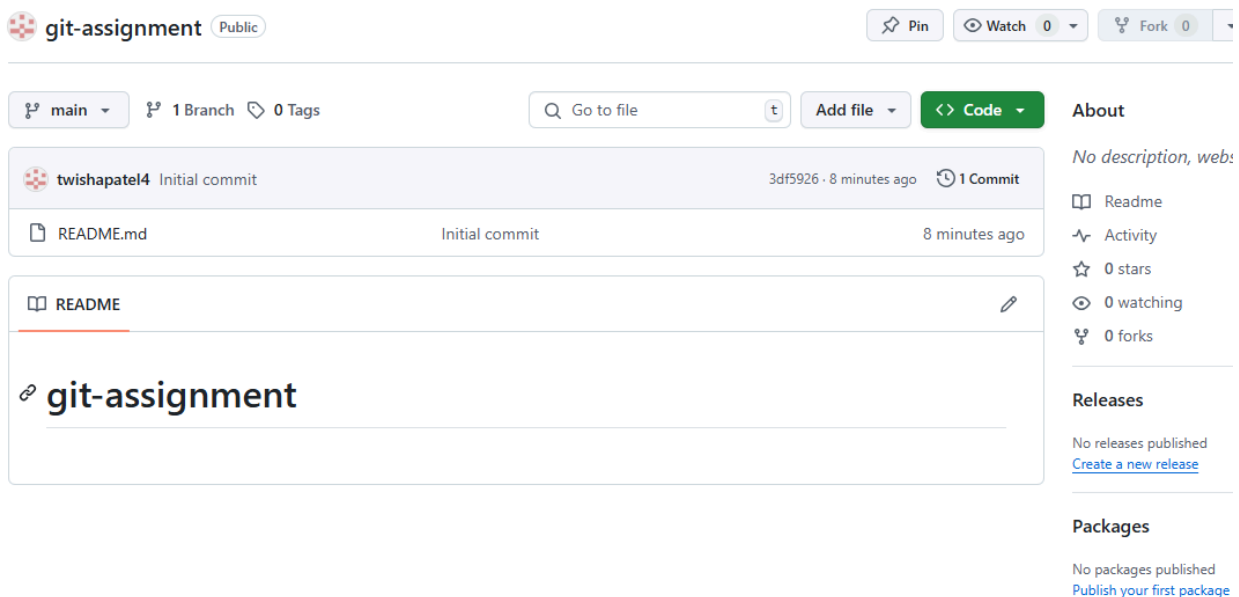 git-assignment Public
Pin Watch 0 Fork 0
main 1 Branch 0 Tags Go to file t Add file <> Code
twishapatel4 Initial commit 3df5926 · 8 minutes ago 1 Commit
README.md Initial commit 8 minutes ago
README
git-assignment
About
No description, webs
Readme
Activity
0 stars
0 watching
0 forks
Releases
No releases published
Create a new release
Packages
No packages published
Publish your first package